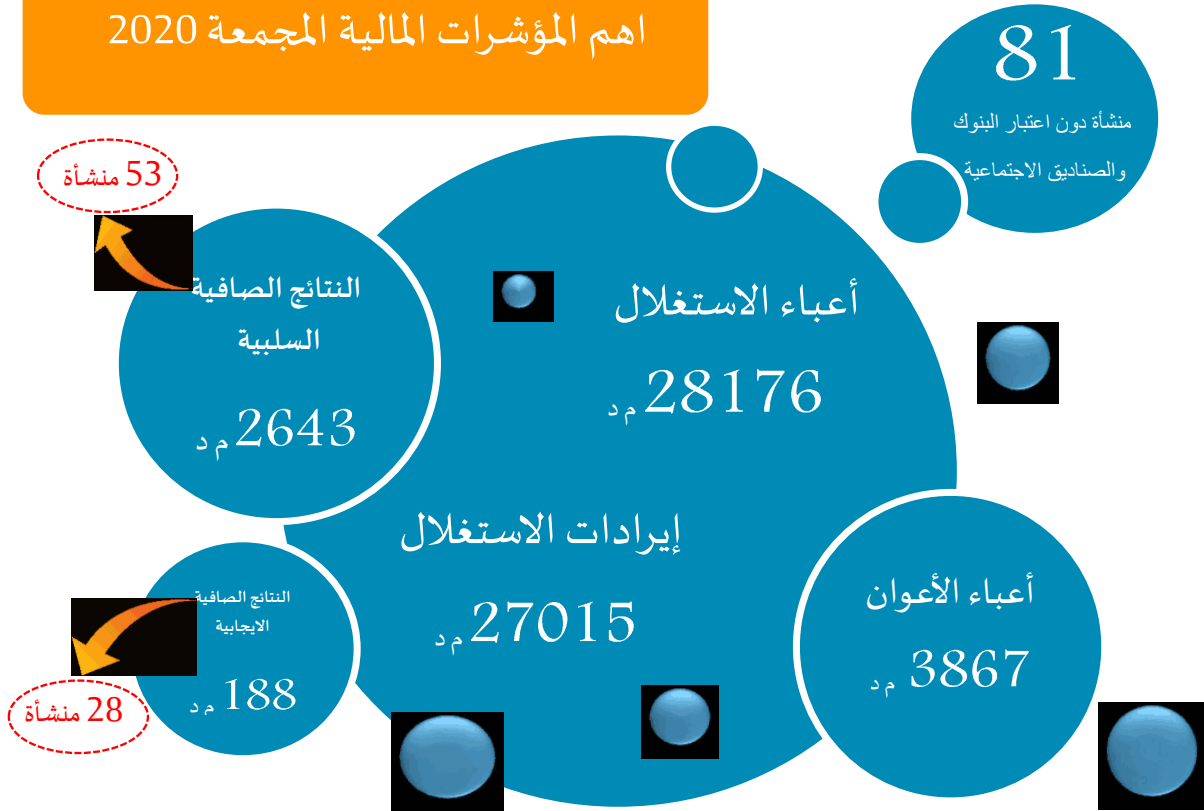 اهم المؤشرات المالية المجمعة 2020
81
منشأة دون اعتبار البنوك
والصناديق الاجتماعية
53 منشأة
النتائج الصافية
السلبية
2643 م د
أعباء الاستغلال
28176 م د
إيرادات الاستغلال
27015 م د
أعباء الأعوان
3867 م د
النتائج الصافية
الايجابية
188 م د
28 منشأة